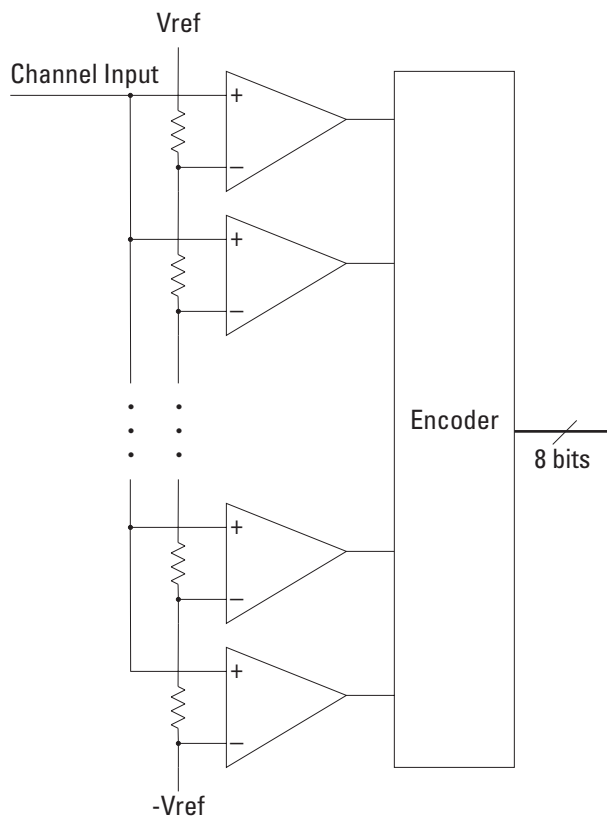 Vref
Channel Input
+
−
+
−
Encoder
8 bits
+
−
+
−
-Vref